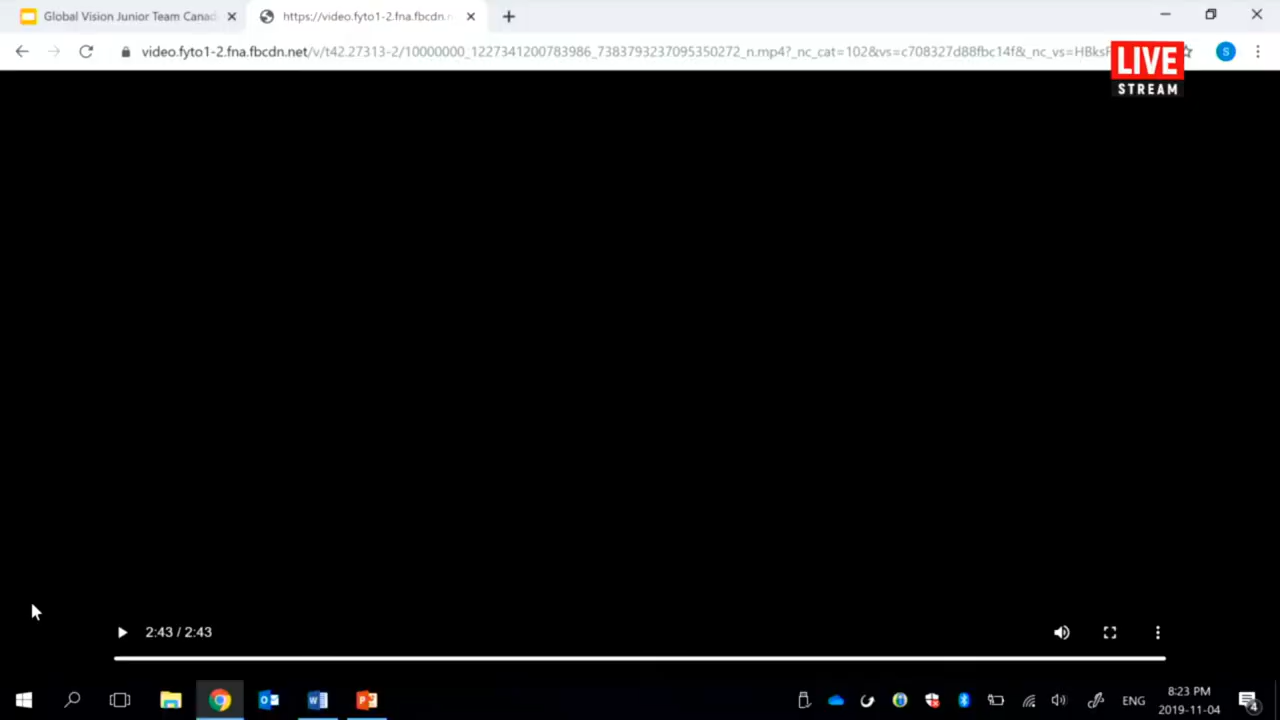 Global Vision Junior Team Canad
https://video.fyto1-2.fna.fbcdn.n
video.fyto1-2.fna.fbcdn.net/v/t42.27313-2/10000000_1227341200783986_7383793237095350272_n.mp4?_nc_cat=102&vs=c708327d88fbc14f&_nc_vs=HBks
S
LIVE
STREAM
2:43 / 2:43
ENG
8:23 PM
2019-11-04
4